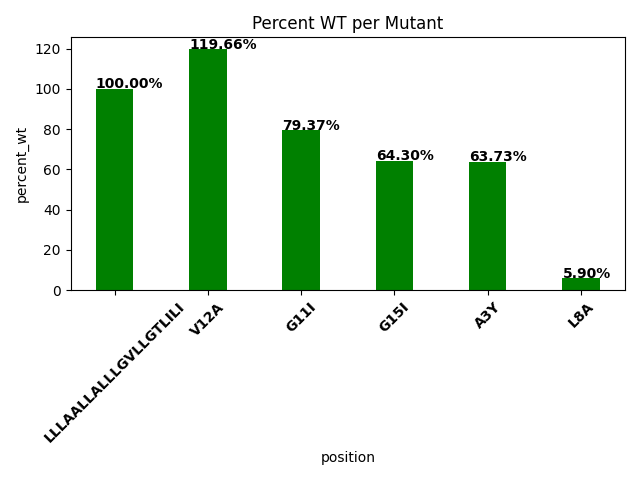 Percent WT per Mutant
percent_wt
120
100
80
60
40
20
0
100.00%
119.66%
79.37%
64.30%
63.73%
5.90%
LLLAALLALLLGVLLGTLILI
V12A
G11I
G15I
A3Y
L8A
position